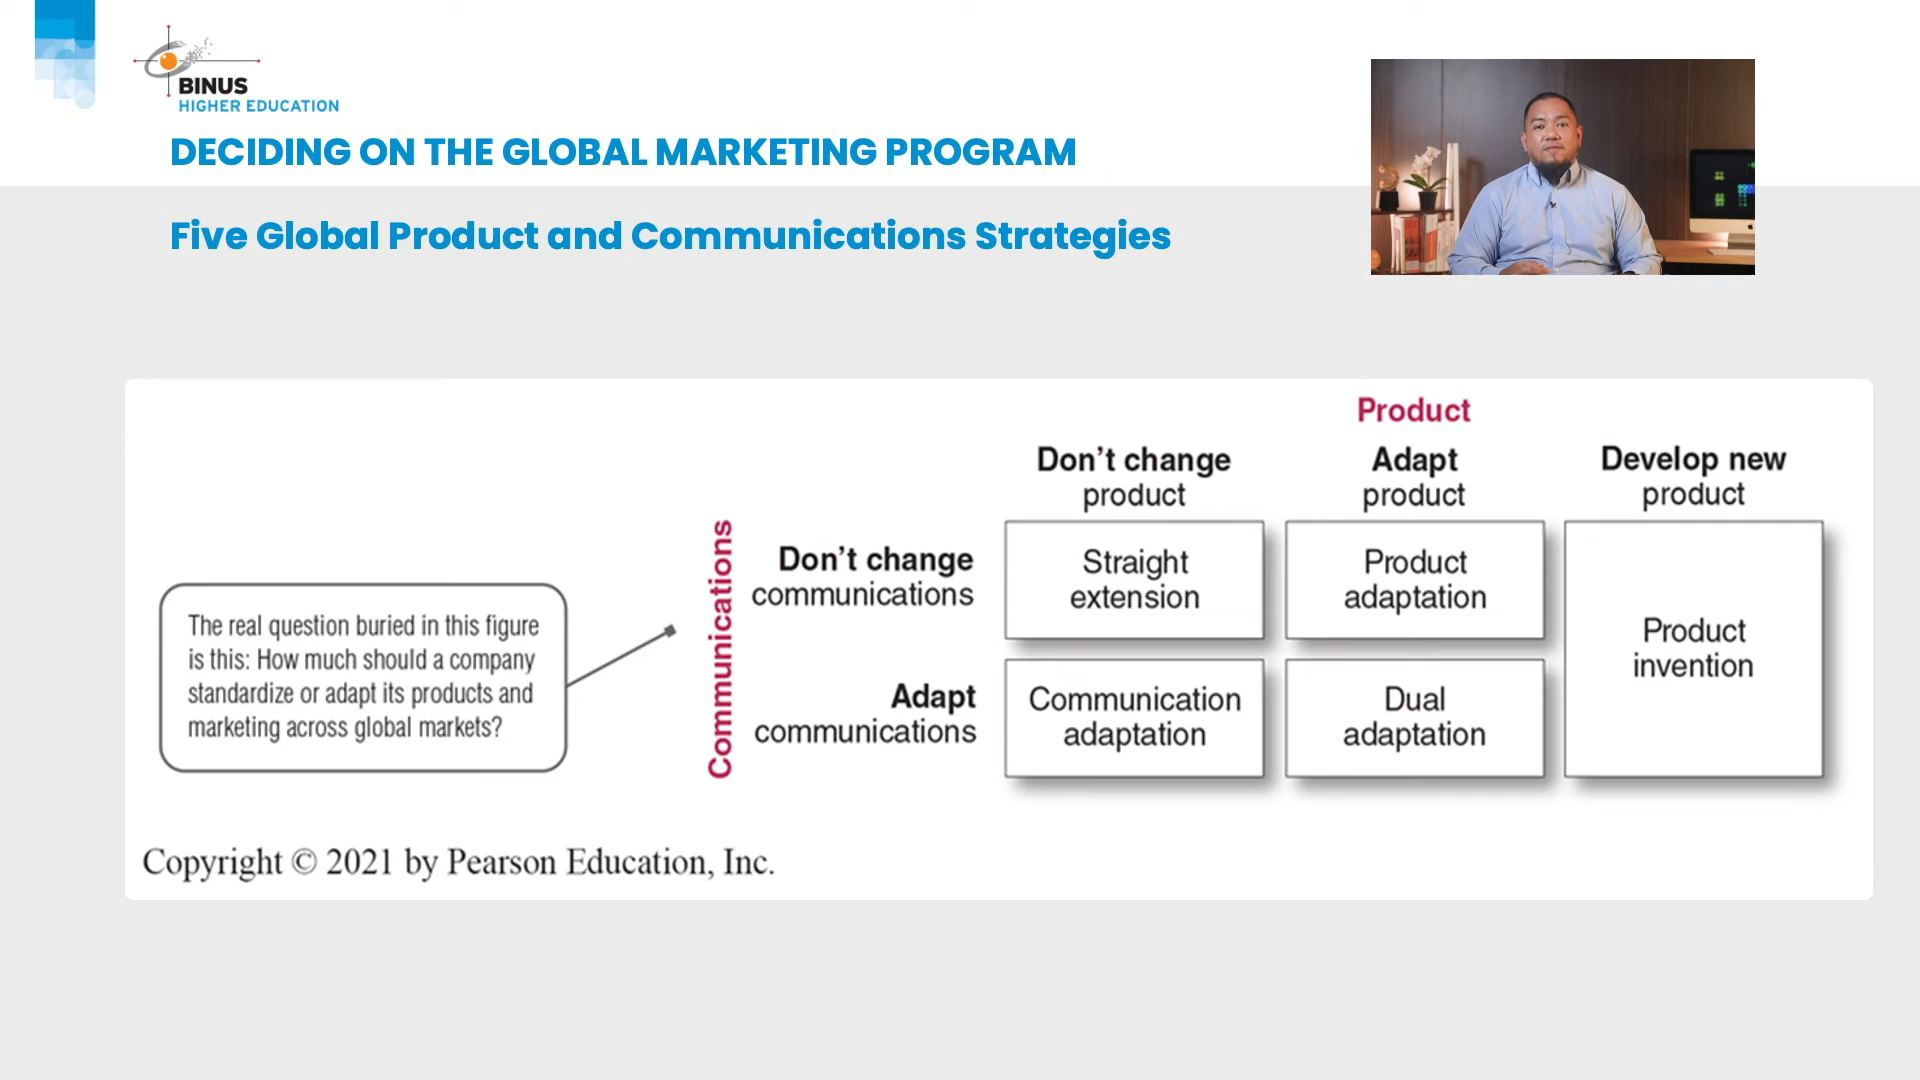 BINUS
HIGHER EDUCATION
DECIDING ON THE GLOBAL MARKETING PROGRAM
Five Global Product and Communications Strategies
Product
Don't change
product
Adapt
product
Develop new
product
Communications
Don't change
communications
Straight
extension
Product
adaptation
Product
invention
Adapt
communications
Communication
adaptation
Dual
adaptation
The real question buried in this figure
is this: How much should a company
standardize or adapt its products and
marketing across global markets?
Copyright © 2021 by Pearson Education, Inc.